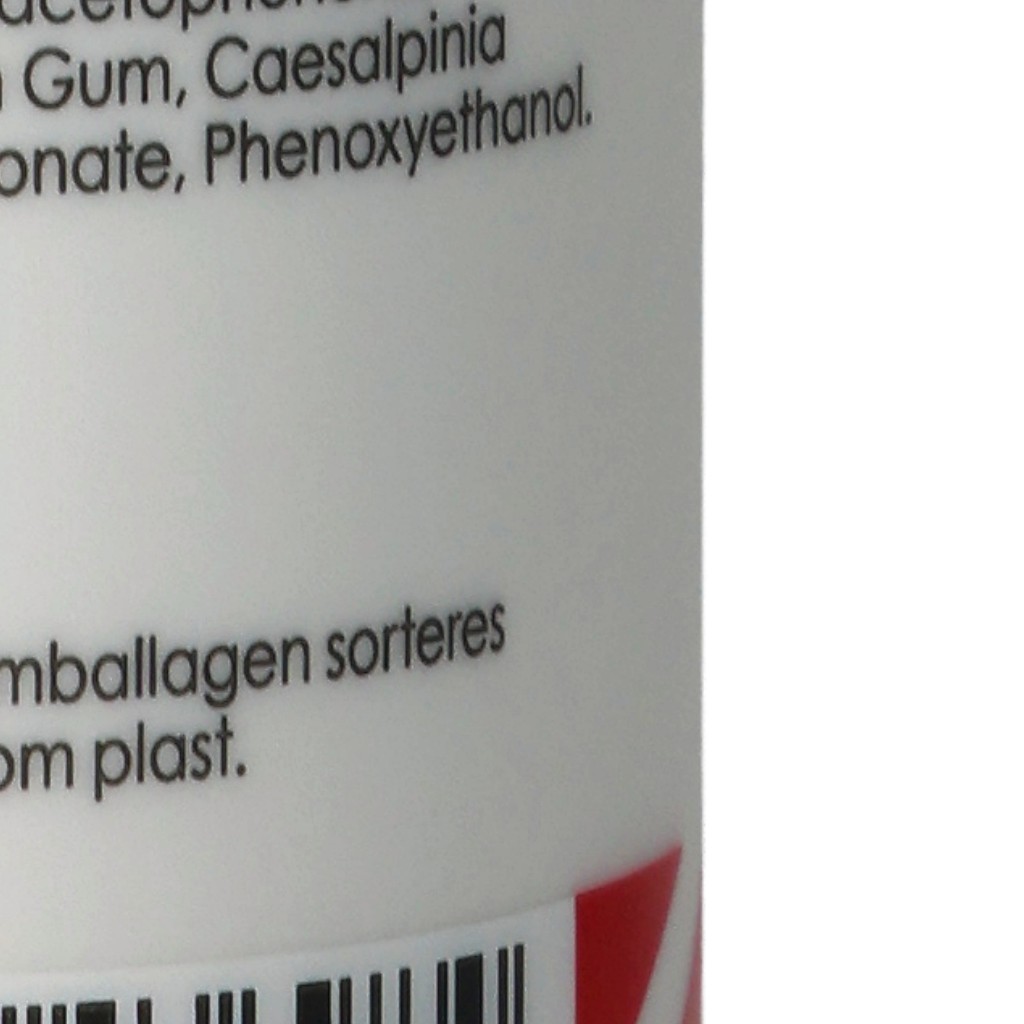 Gum, Caesalpinia
onate, Phenoxyethanol.
mballagen sorteres
om plast.